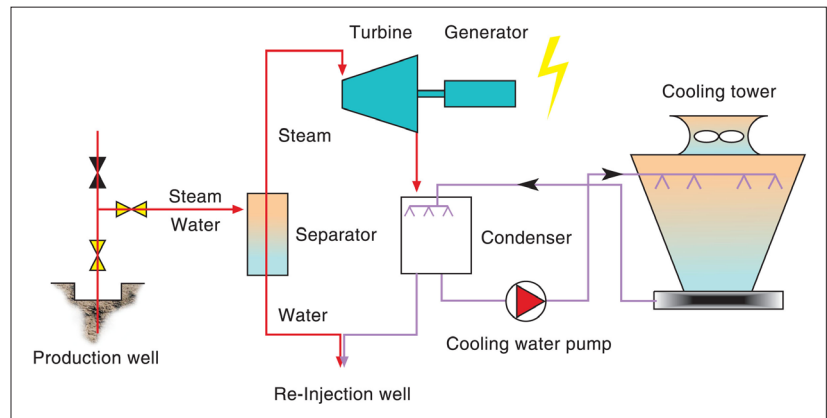 Turbine
Generator
Cooling tower
Steam
Steam
Water
Separator
Condenser
Water
Cooling water pump
Production well
Re-Injection well